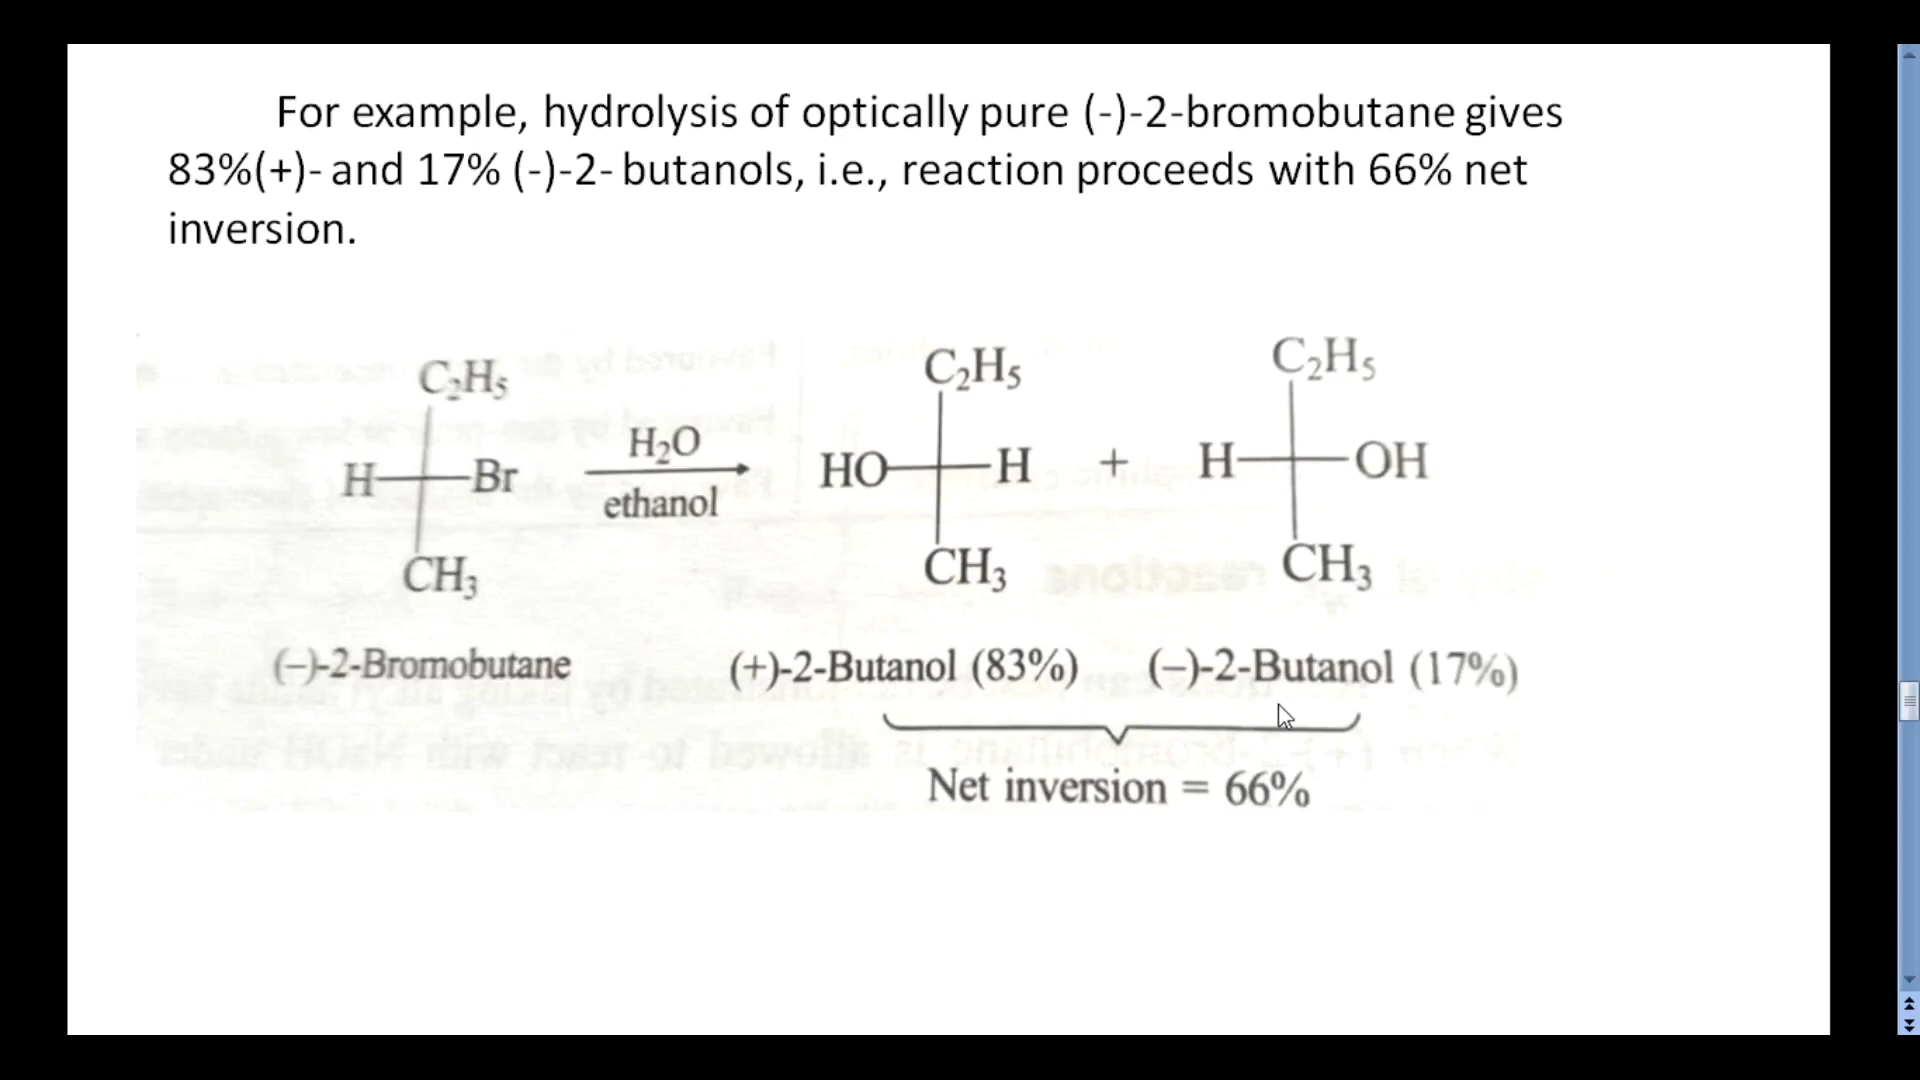 For example, hydrolysis of optically pure (-)-2-bromobutane gives
83%(+)- and 17% (-)-2- butanols, i.e., reaction proceeds with 66% net
inversion.
C₂H₅
H Br
CH₃
H₂O
ethanol
C₂H₅
HO H
CH₃
+
C₂H₅
H OH
CH₃
(–)-2-Bromobutane
(+)-2-Butanol (83%)
(–)-2-Butanol (17%)
Net inversion = 66%